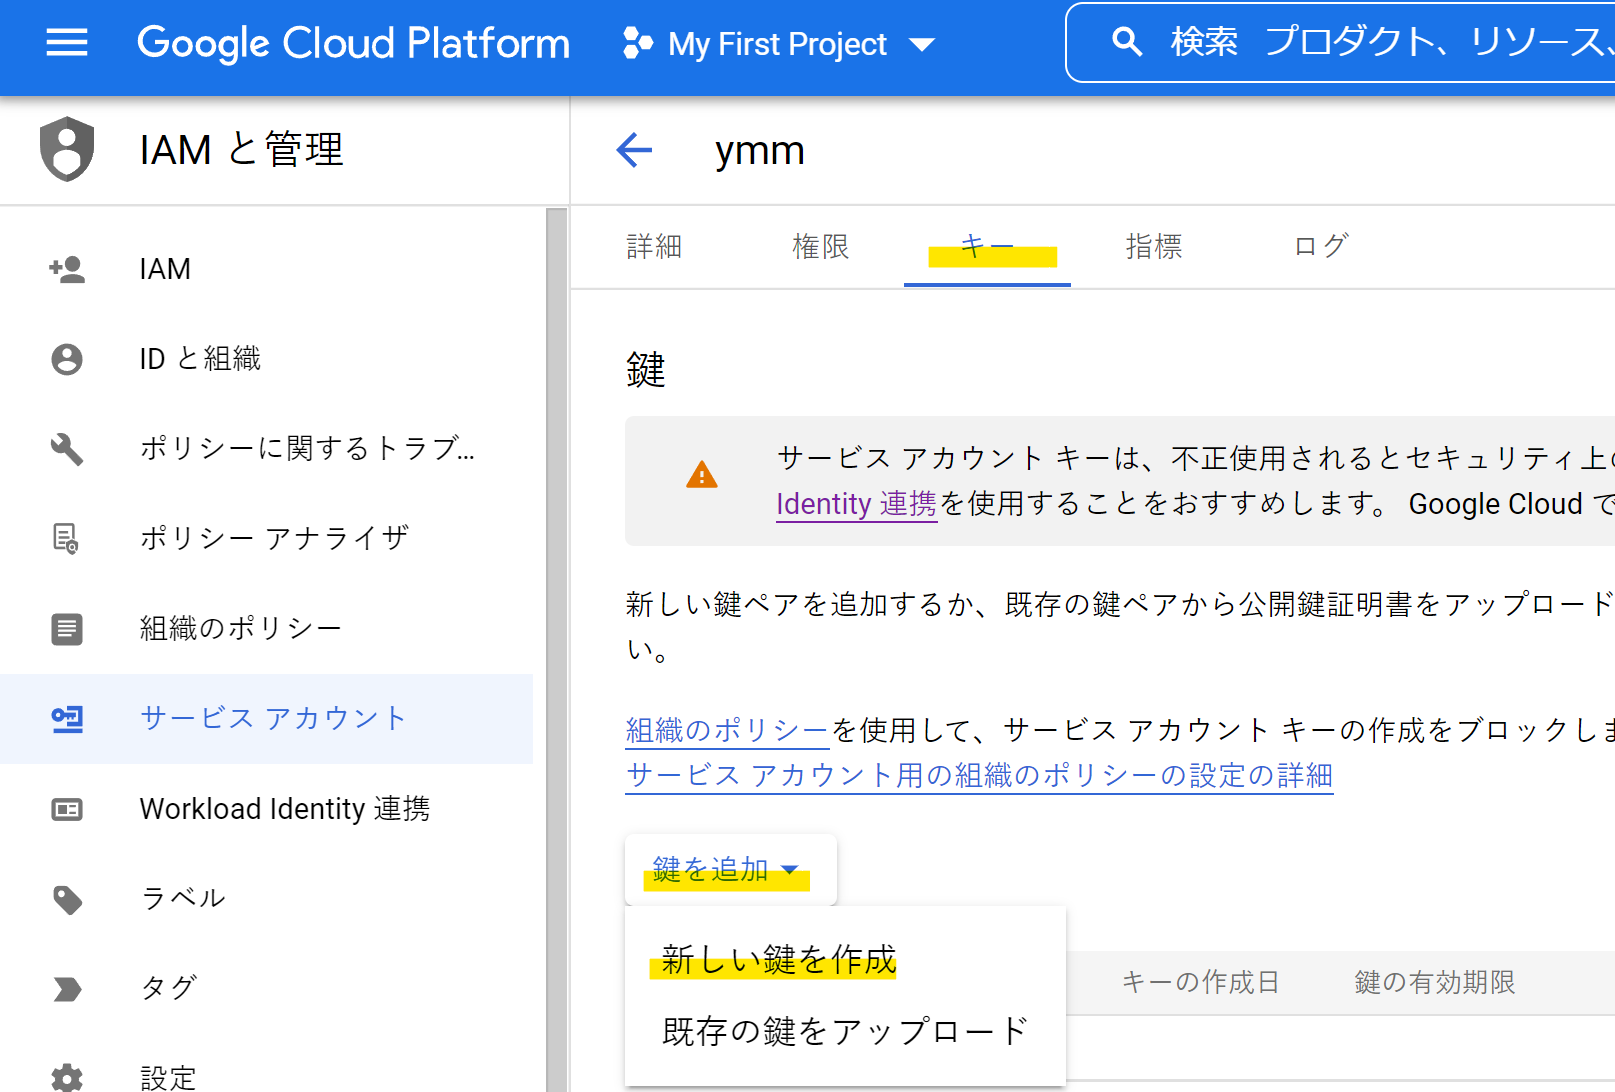 Google Cloud Platform
My First Project
検索 プロダクト、リソース、
IAM と管理
ymm
IAM
ID と組織
ポリシーに関するトラブ...
ポリシー アナライザ
組織のポリシー
サービス アカウント
Workload Identity 連携
ラベル
タグ
設定
詳細 権限 キー 指標 ログ
鍵
サービス アカウント キーは、不正使用されるとセキュリティ上の
Identity 連携を使用することをおすすめします。 Google Cloud で
新しい鍵ペアを追加するか、既存の鍵ペアから公開鍵証明書をアップロード
い。
組織のポリシーを使用して、サービス アカウント キーの作成をブロックしま
サービス アカウント用の組織のポリシーの設定の詳細
鍵を追加
新しい鍵を作成
既存の鍵をアップロード
キーの作成日 鍵の有効期限